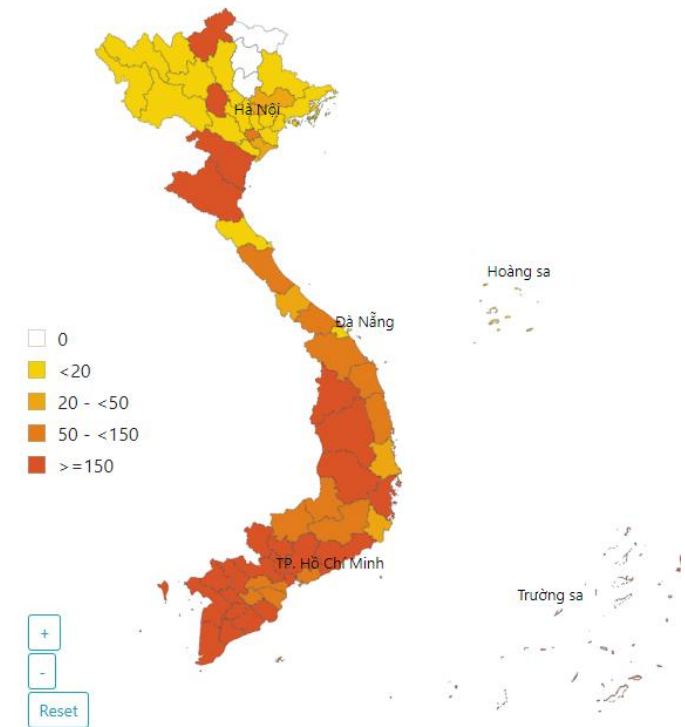 Hà Nội
Hoàng sa
Đà Nẵng
0
<20
20 - <50
50 - <150
>=150
TP. Hồ Chí Minh
Trường sa
+
-
Reset